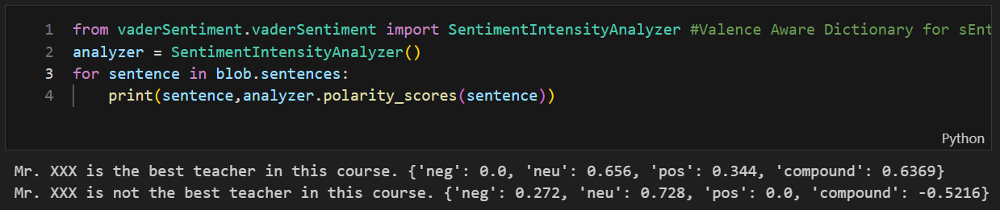 1 from vaderSentiment.vaderSentiment import SentimentIntensityAnalyzer #Valence Aware Dictionary for sEnt
2 analyzer = SentimentIntensityAnalyzer()
3 for sentence in blob.sentences:
4     print(sentence,analyzer.polarity_scores(sentence))
Python
Mr. XXX is the best teacher in this course. {'neg': 0.0, 'neu': 0.656, 'pos': 0.344, 'compound': 0.6369}
Mr. XXX is not the best teacher in this course. {'neg': 0.272, 'neu': 0.728, 'pos': 0.0, 'compound': -0.5216}